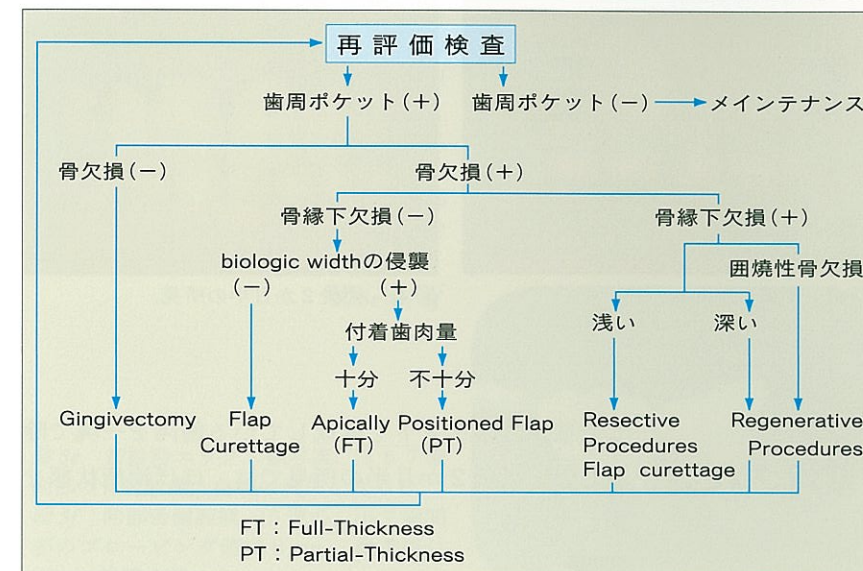 再評価検査
歯周ポケット(+) 歯周ポケット(−) メインテナンス
骨欠損(−) 骨欠損(+)
骨縁下欠損(−) 骨縁下欠損(+)
biologic widthの侵襲
(−) (+)
囲繞性骨欠損
付着歯肉量
浅い 深い
十分 不十分
Gingivectomy
Flap
Curettage
Apically Positioned Flap
(FT) (PT)
Resective
Procedures
Flap curettage
Regenerative
Procedures
FT:Full-Thickness
PT:Partial-Thickness